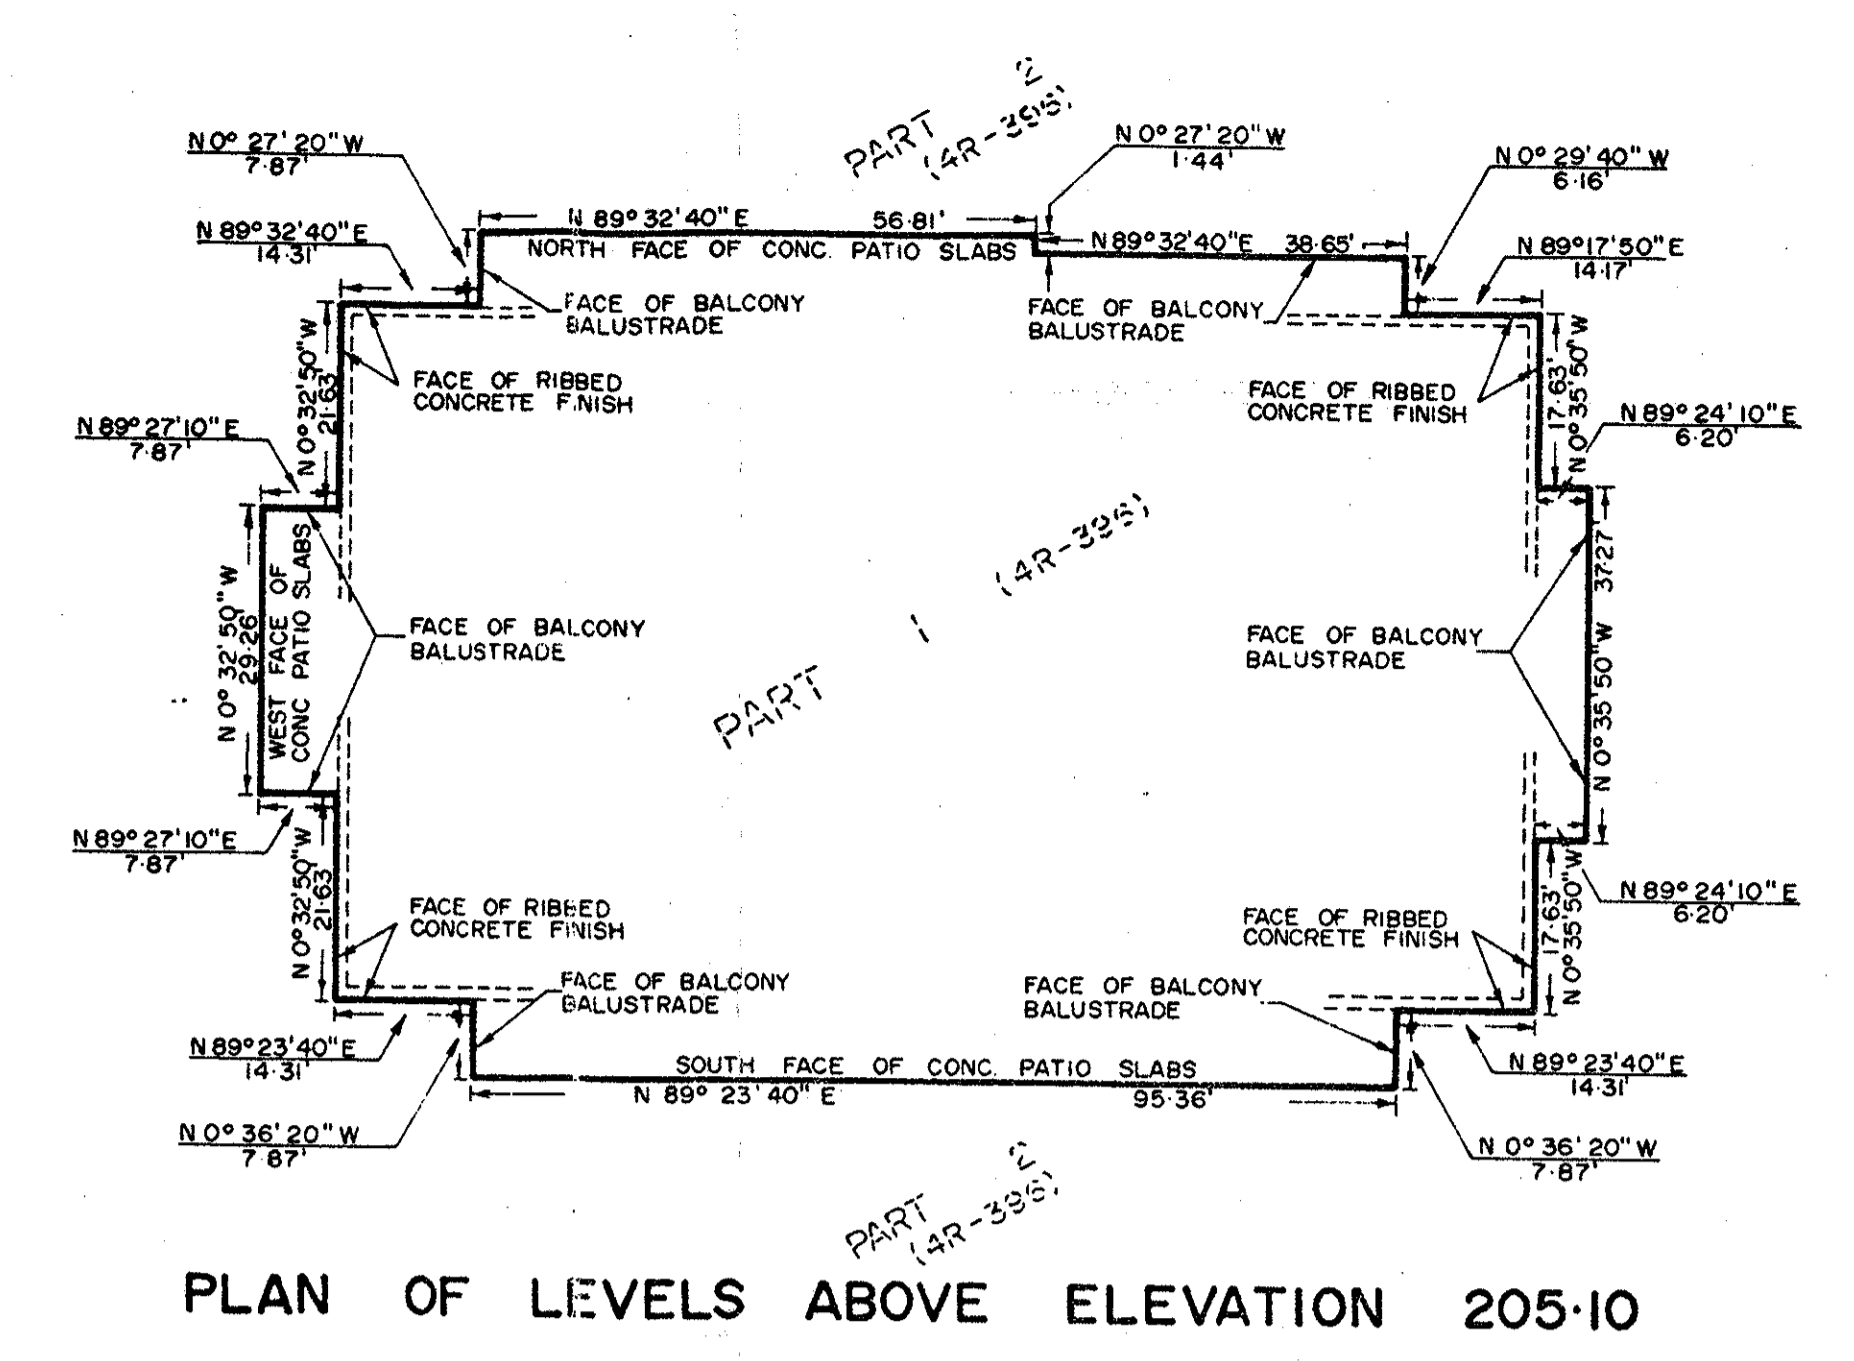 PART 2
(4R-396)
N 0° 27' 20" W
7·87'
N 0° 27' 20" W
1·44'
N 0° 29' 40" W
6·16'
N 89° 32' 40" E
14·31'
N 89° 32' 40" E 56·81'
NORTH FACE OF CONC. PATIO SLABS
N 89° 32' 40" E 38·65'
N 89° 17' 50" E
14·17'
FACE OF BALCONY
BALUSTRADE
FACE OF BALCONY
BALUSTRADE
N 0° 32' 50" W
21·63'
FACE OF RIBBED
CONCRETE FINISH
FACE OF RIBBED
CONCRETE FINISH
17·63'
N 0° 35' 50" W
N 89° 27' 10" E
7·87'
N 89° 24' 10" E
6·20'
N 0° 32' 50" W
29·26'
WEST FACE OF
CONC PATIO SLABS
FACE OF BALCONY
BALUSTRADE
PART 1
(4R-396)
FACE OF BALCONY
BALUSTRADE
N 0° 35' 50" W 37·27'
N 89° 27' 10" E
7·87'
N 0° 32' 50" W
21·63'
FACE OF RIBBED
CONCRETE FINISH
FACE OF RIBBED
CONCRETE FINISH
17·63'
N 0° 35' 50" W
N 89° 24' 10" E
6·20'
FACE OF BALCONY
BALUSTRADE
FACE OF BALCONY
BALUSTRADE
N 89° 23' 40" E
14·31'
SOUTH FACE OF CONC. PATIO SLABS
N 89° 23' 40" E 95·36'
N 89° 23' 40" E
14·31'
N 0° 36' 20" W
7·87'
N 0° 36' 20" W
7·87'
PART 2
(4R-396)
PLAN OF LEVELS ABOVE ELEVATION 205·10